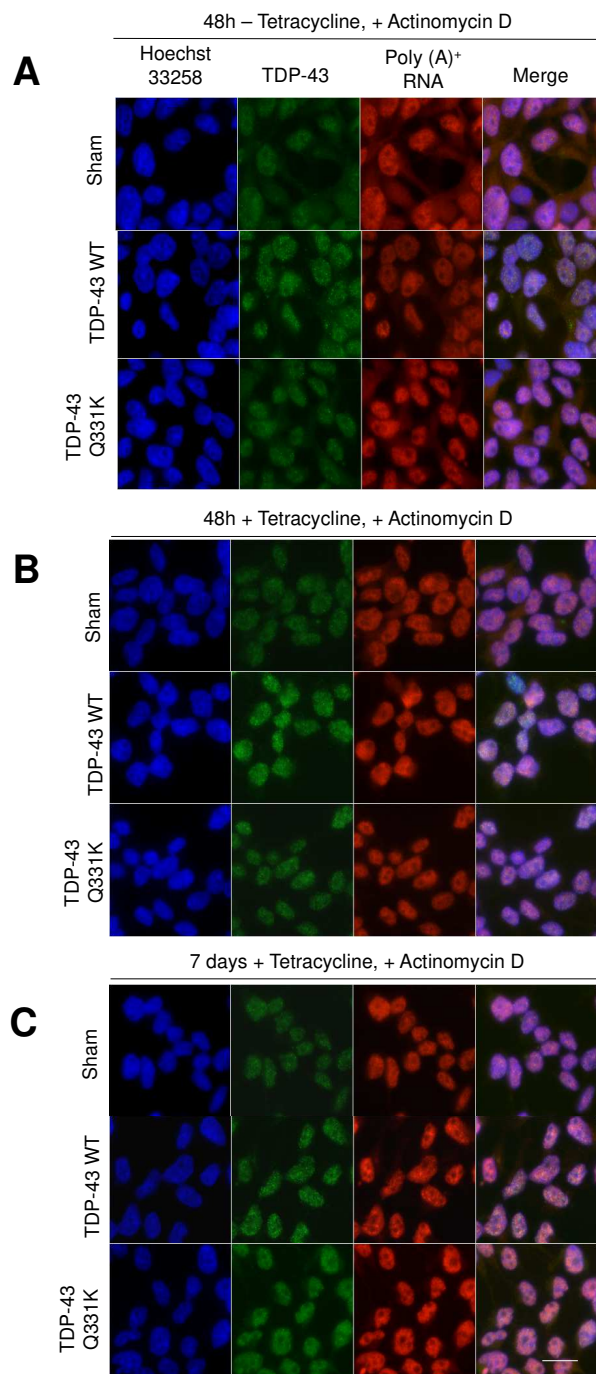 48h – Tetracycline, + Actinomycin D
A
Hoechst
33258
TDP-43
Poly (A)⁺
RNA
Merge
Sham
TDP-43 WT
TDP-43
Q331K
48h + Tetracycline, + Actinomycin D
B
Sham
TDP-43 WT
TDP-43
Q331K
7 days + Tetracycline, + Actinomycin D
C
Sham
TDP-43 WT
TDP-43
Q331K